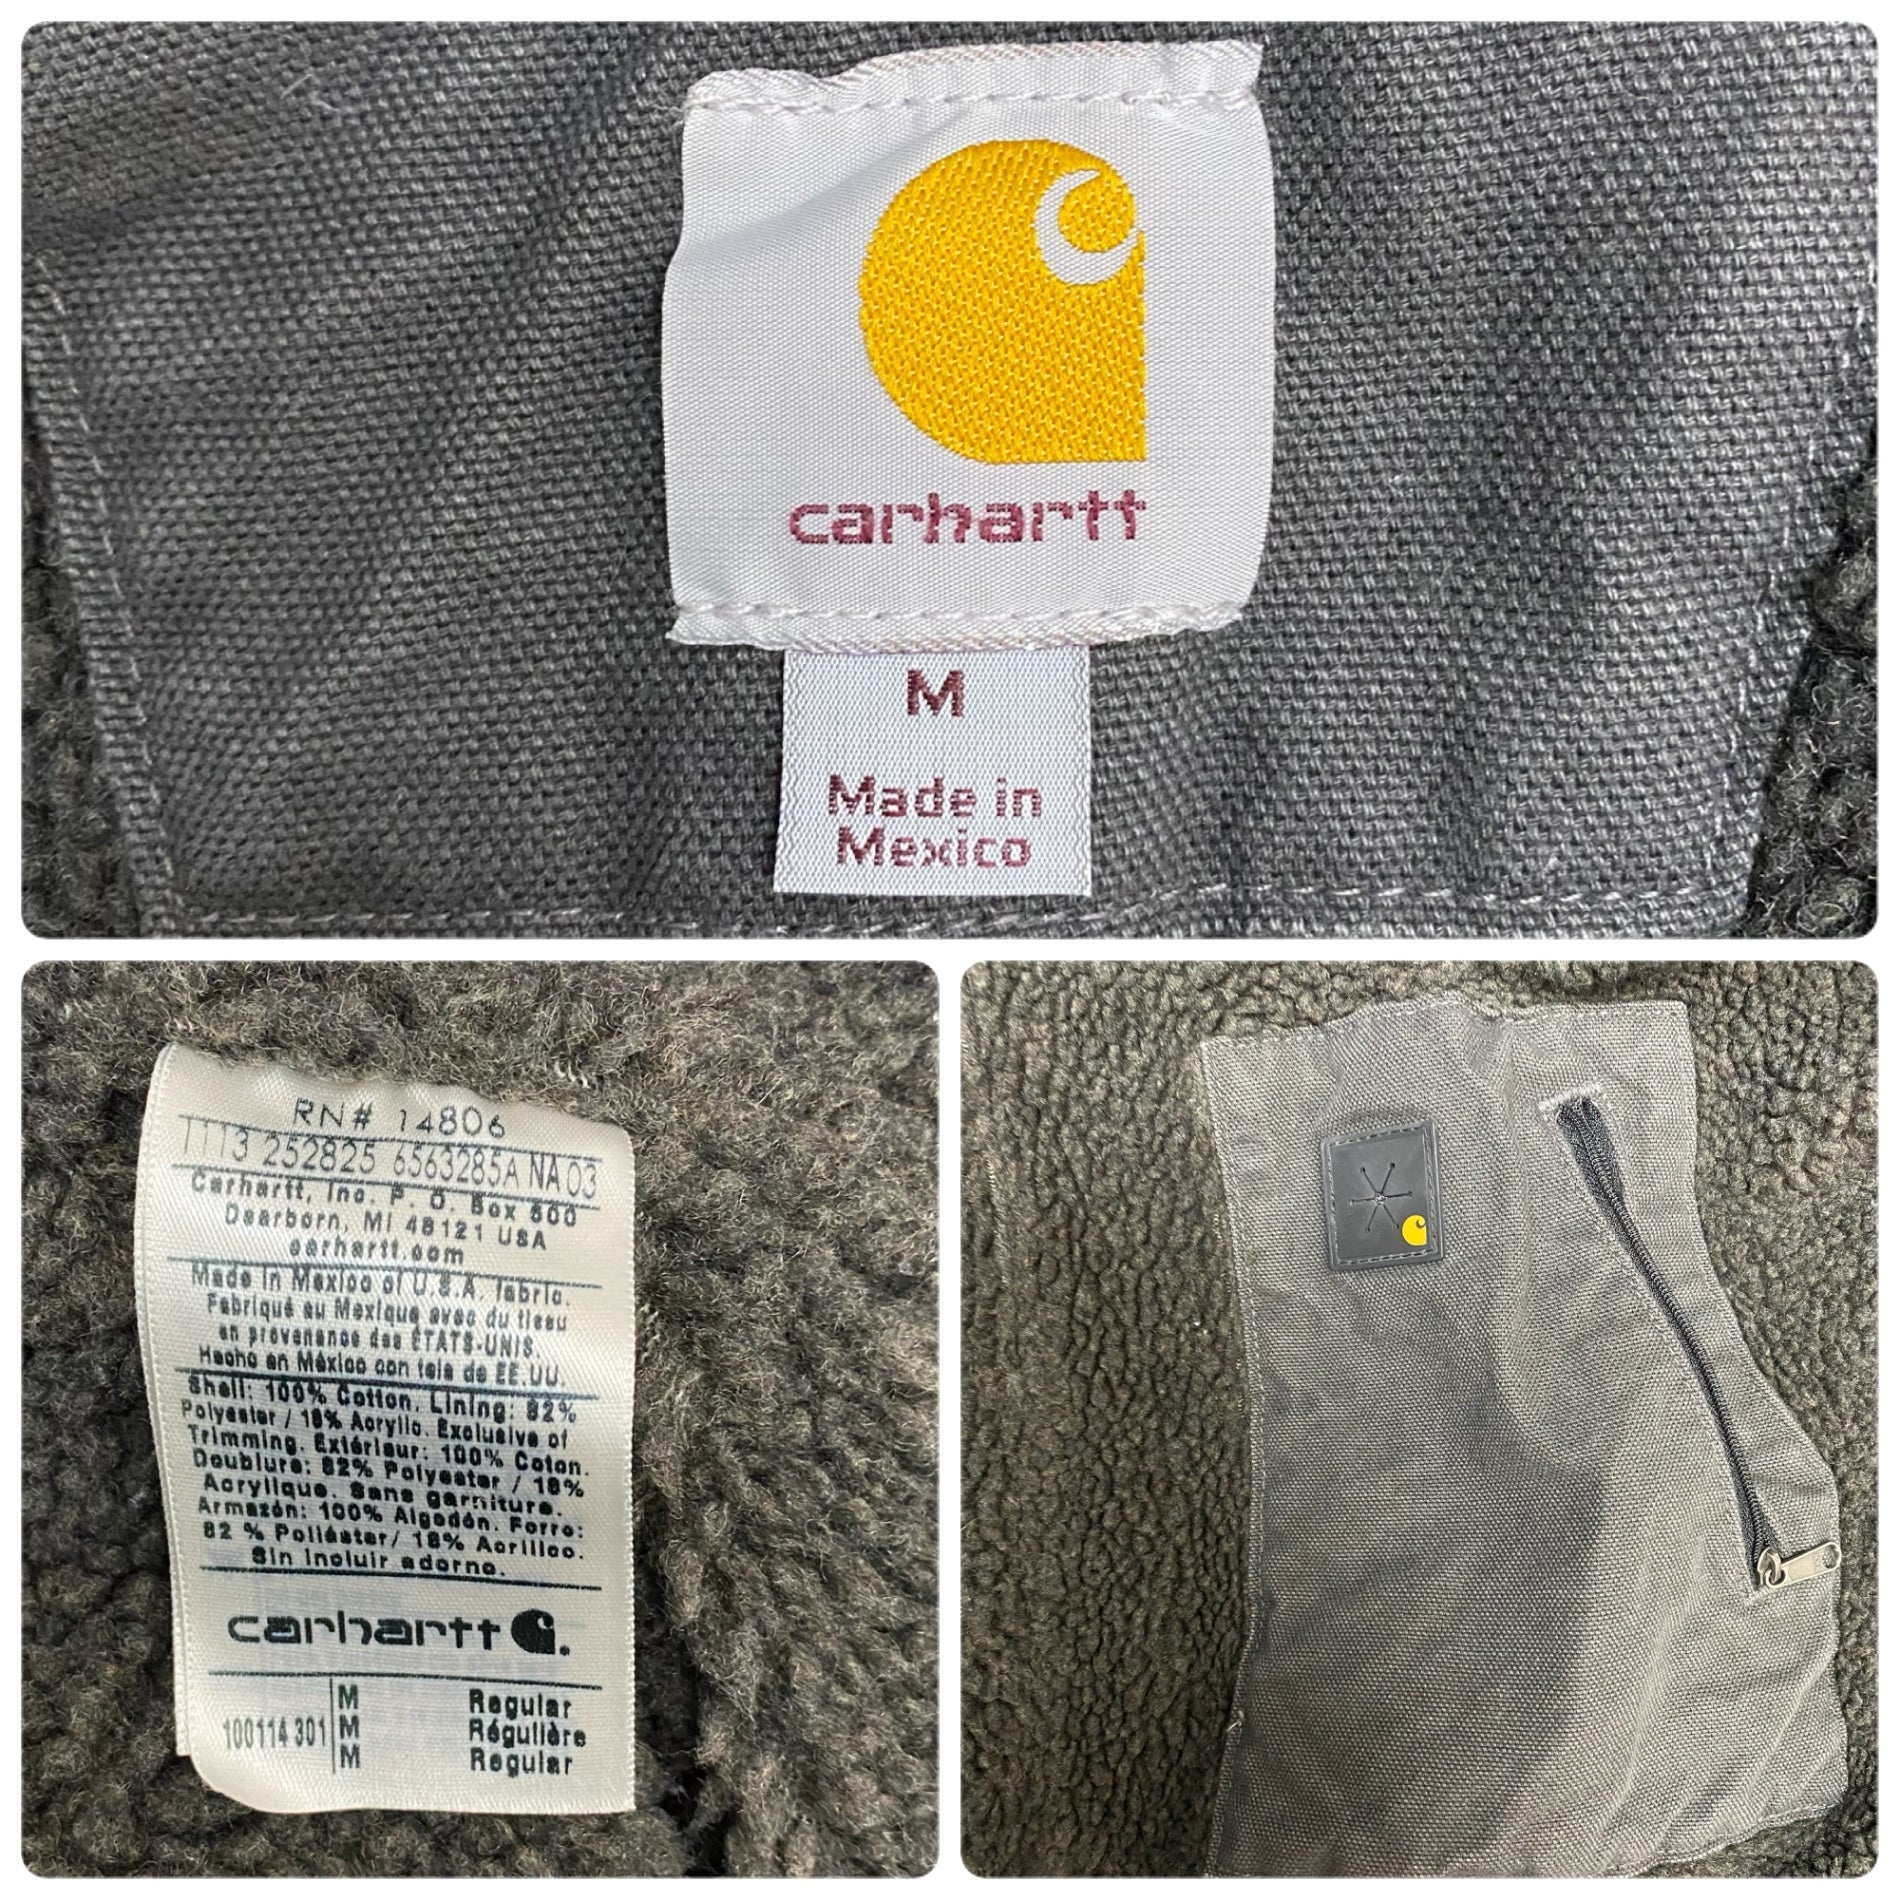 carhartt
M
Made in
Mexico
RN# 14806
1113 252825 6563285A NA 03
Carhartt, Inc. P. O. Box 600
Dearborn, MI 48121 USA
carhartt.com
Made in Mexico of U.S.A. fabric.
Fabriqué au Mexique avec du tissu
en provenance des ÉTATS-UNIS.
Hecho en México con tela de EE.UU.
Shell: 100% Cotton. Lining: 82%
Polyester / 18% Acrylic. Exclusive of
Trimming. Extérieur: 100% Coton.
Doublure: 82% Polyester / 18%
Acrylique. Sans garniture.
Armazón: 100% Algodón. Forro:
82 % Poliéster/ 18% Acrílico.
Sin incluir adorno.
carhartt
100114 301
M Regular
M Régulière
M Regular